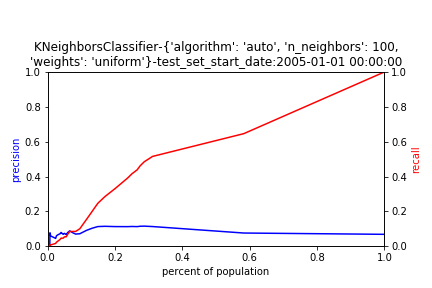 KNeighborsClassifier-{'algorithm': 'auto', 'n_neighbors': 100,
'weights': 'uniform'}-test_set_start_date:2005-01-01 00:00:00
1.0
0.8
0.6
0.4
0.2
0.0
precision
1.0
0.8
0.6
0.4
0.2
0.0
recall
0.0 0.2 0.4 0.6 0.8 1.0
percent of population